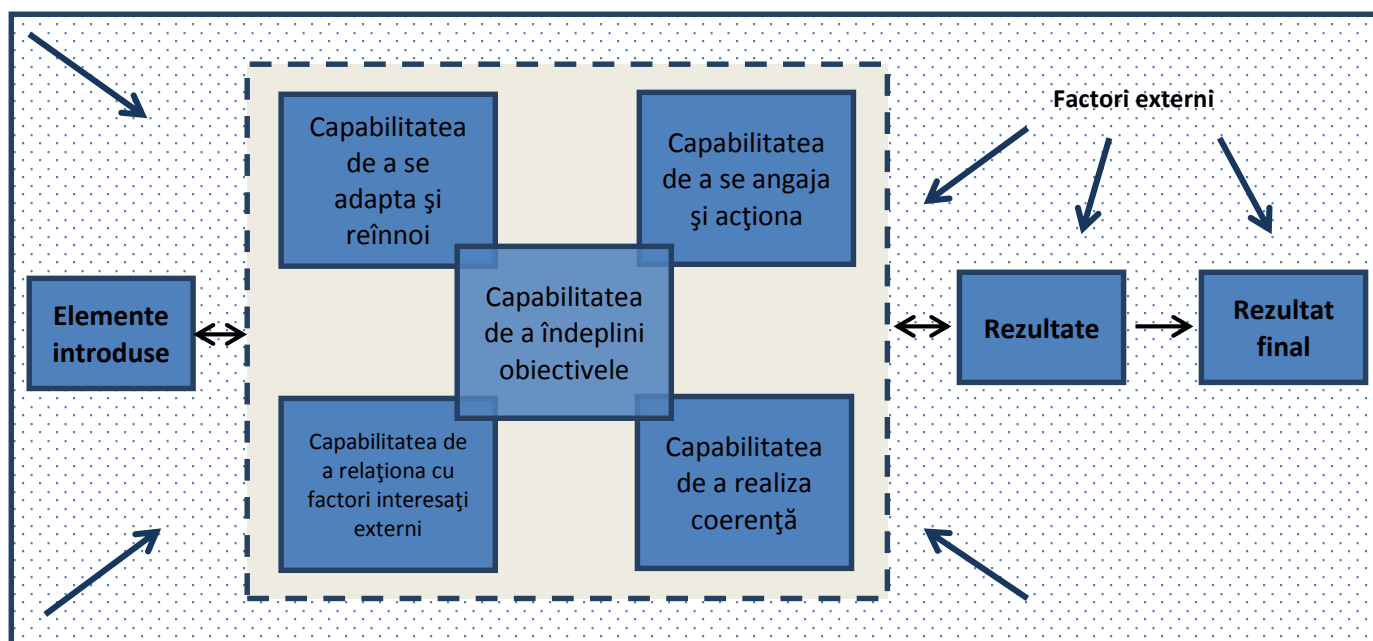 Factori externi
Capabilitatea
de a se
adapta şi
reînnoi
Capabilitatea
de a se angaja
şi acţiona
Elemente
introduse
Capabilitatea
de a îndeplini
obiectivele
Rezultate
Rezultat
final
Capabilitatea de
a relaţiona cu
factori interesaţi
externi
Capabilitatea
de a realiza
coerenţă